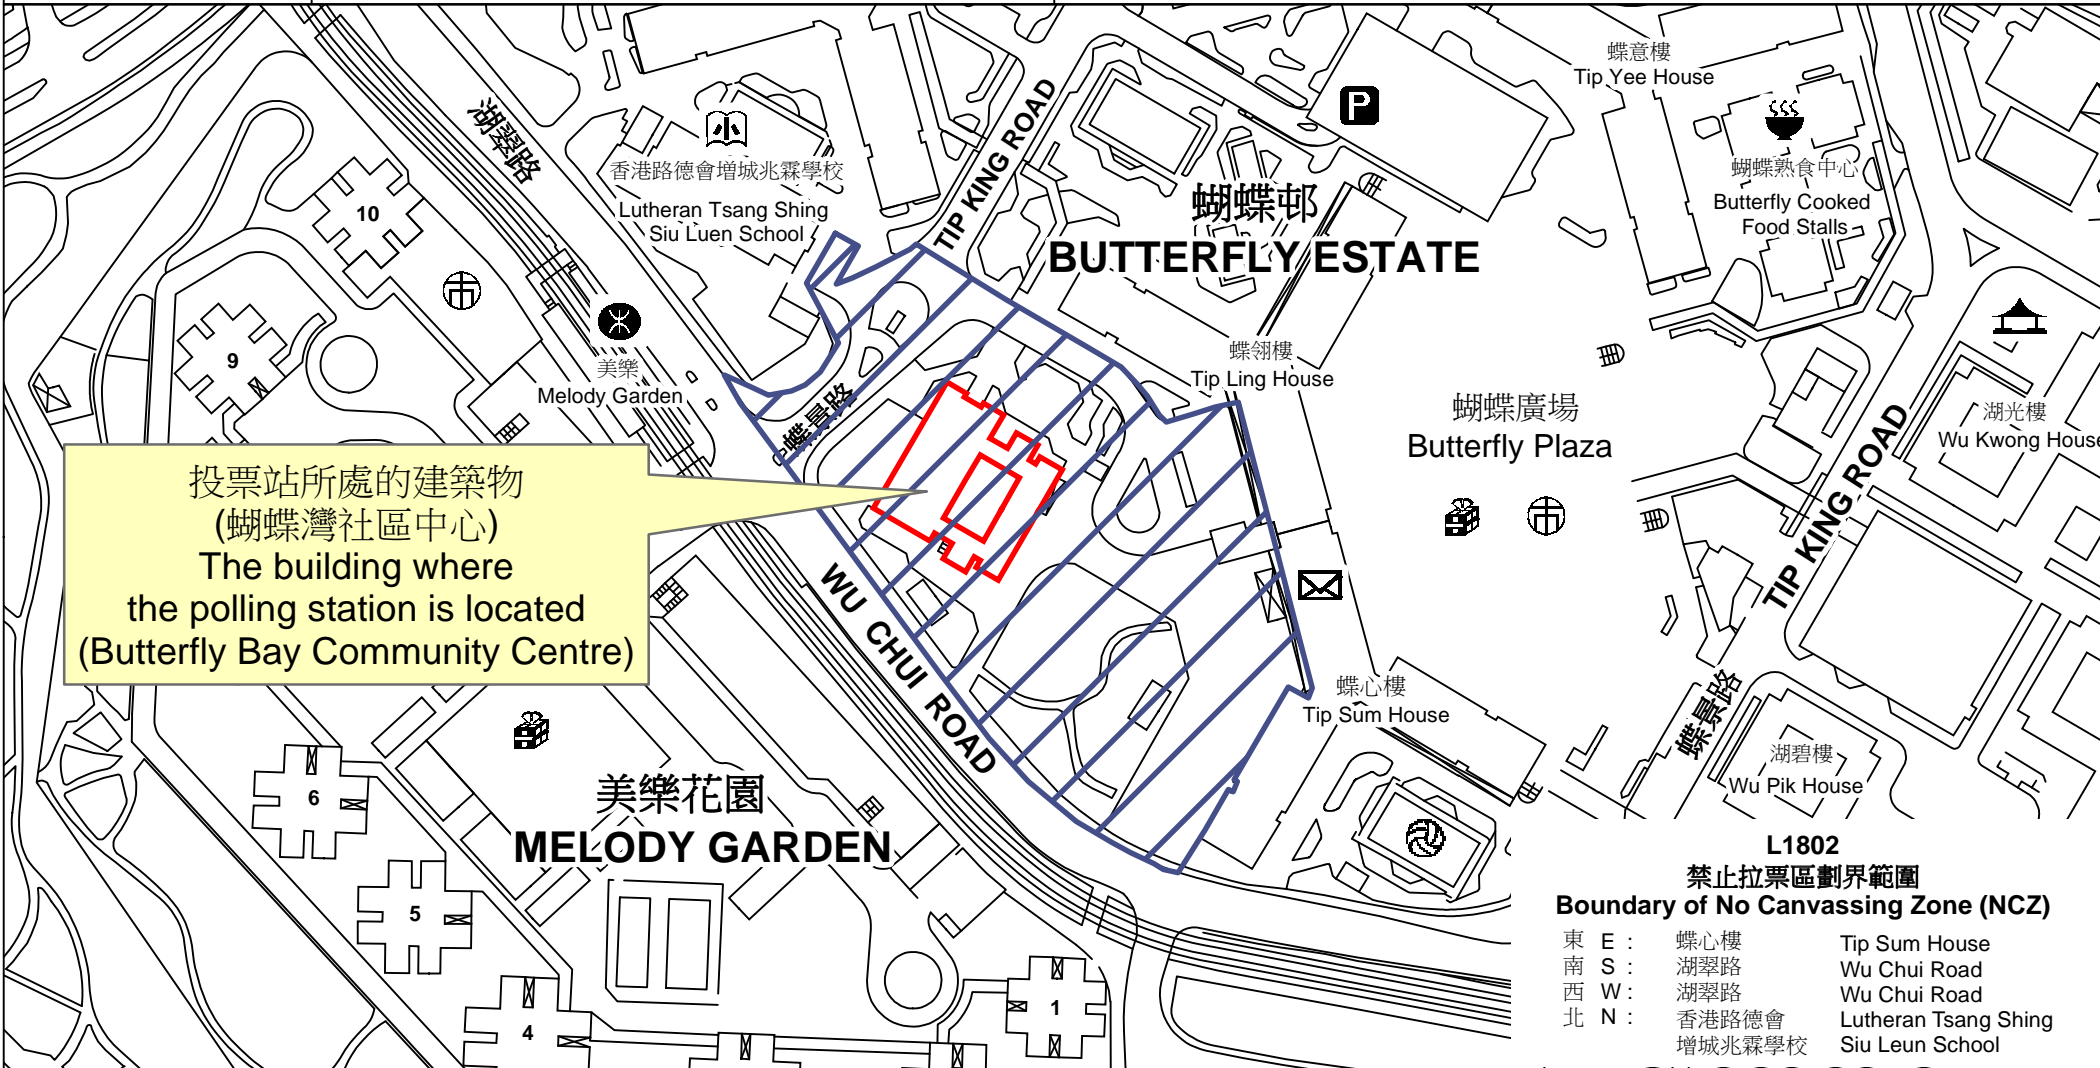 蝶意樓
Tip Yee House
湖翠路
小
香港路德會增城兆霖學校
Lutheran Tsang Shing
Siu Luen School
TIP KING ROAD
P
蝴蝶邨
BUTTERFLY ESTATE
蝴蝶熟食中心
Butterfly Cooked
Food Stalls
10
9
美樂
Melody Garden
蝶景路
蝶翎樓
Tip Ling House
蝴蝶廣場
Butterfly Plaza
湖光樓
Wu Kwong House
TIP KING ROAD
投票站所處的建築物
(蝴蝶灣社區中心)
The building where
the polling station is located
(Butterfly Bay Community Centre)
WU CHUI ROAD
蝶心樓
Tip Sum House
蝶景路
湖碧樓
Wu Pik House
美樂花園
MELODY GARDEN
6
5
4
1
L1802
禁止拉票區劃界範圍
Boundary of No Canvassing Zone (NCZ)
東 E : 蝶心樓 Tip Sum House
南 S : 湖翠路 Wu Chui Road
西 W : 湖翠路 Wu Chui Road
北 N : 香港路德會 Lutheran Tsang Shing
增城兆霖學校 Siu Leun School